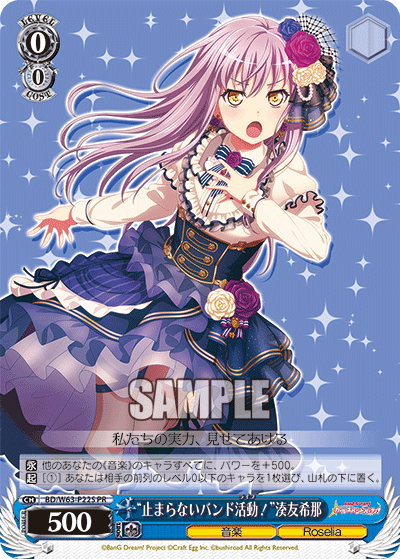 LEVEL
0
0
COST
SAMPLE
私たちの実力、見せてあげる
永 他のあなたの《音楽》のキャラすべてに、パワーを+500。
起 [⑴] あなたは相手の前列のレベル0以下のキャラを1枚選び、山札の下に置く。
CH BD/W63-P22S PR
500
“止まらないバンド活動！”湊友希那
音楽
Roselia
©BanG Dream! Project ©Craft Egg Inc. ©bushiroad All Rights Reserved.